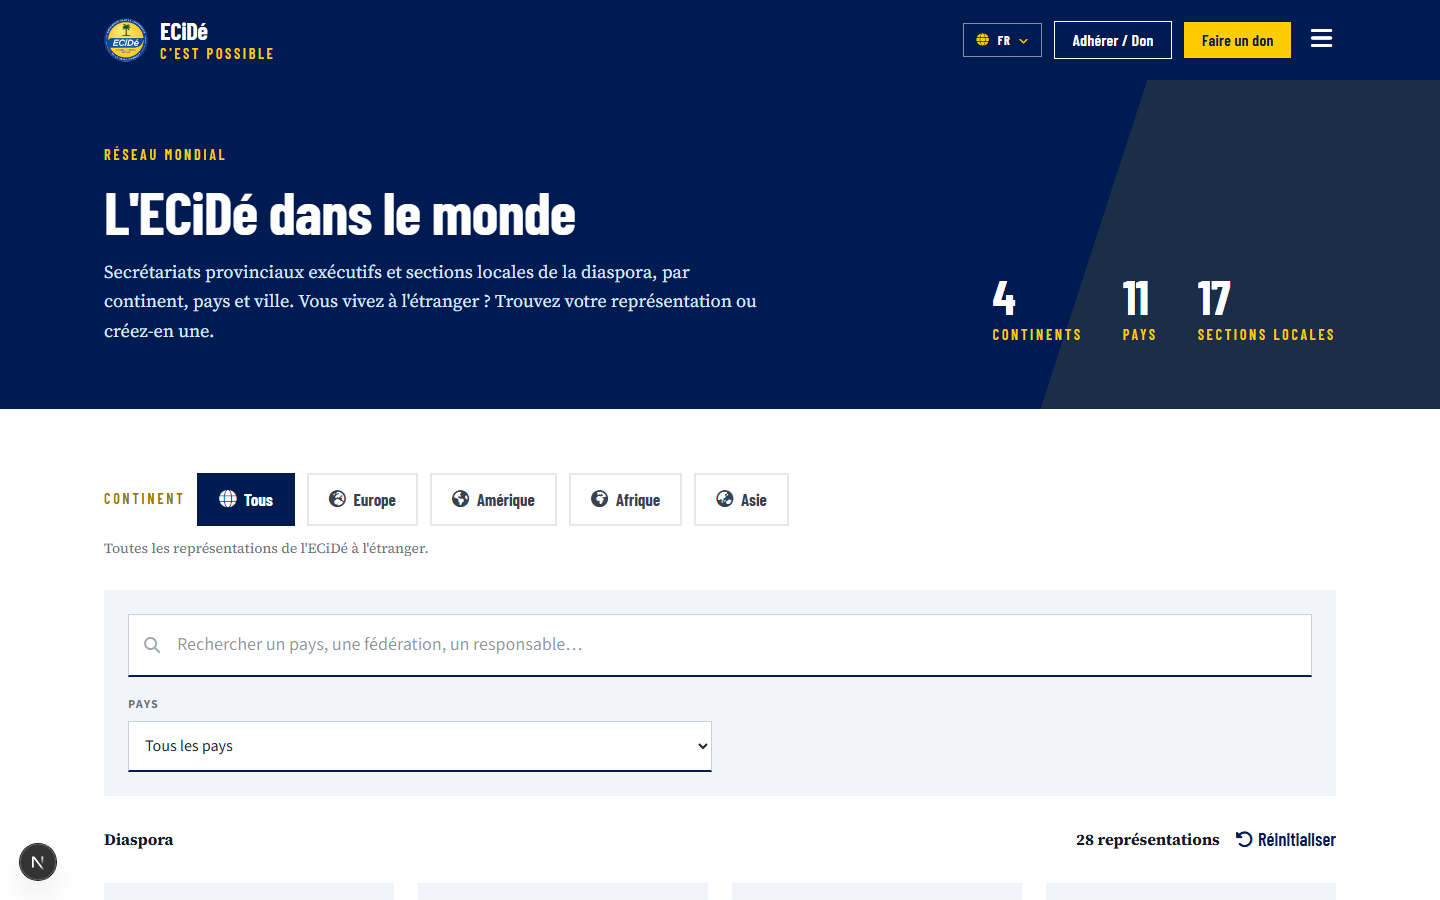 ECiDé
C'EST POSSIBLE
ECiDé
FR
Adhérer / Don
Faire un don
RÉSEAU MONDIAL
L'ECiDé dans le monde
Secrétariats provinciaux exécutifs et sections locales de la diaspora, par
continent, pays et ville. Vous vivez à l'étranger ? Trouvez votre représentation ou
créez-en une.
4
CONTINENTS
11
PAYS
17
SECTIONS LOCALES
CONTINENT
Tous
Europe
Amérique
Afrique
Asie
Toutes les représentations de l'ECiDé à l'étranger.
Rechercher un pays, une fédération, un responsable…
PAYS
Tous les pays
Diaspora
28 représentations
Réinitialiser
N